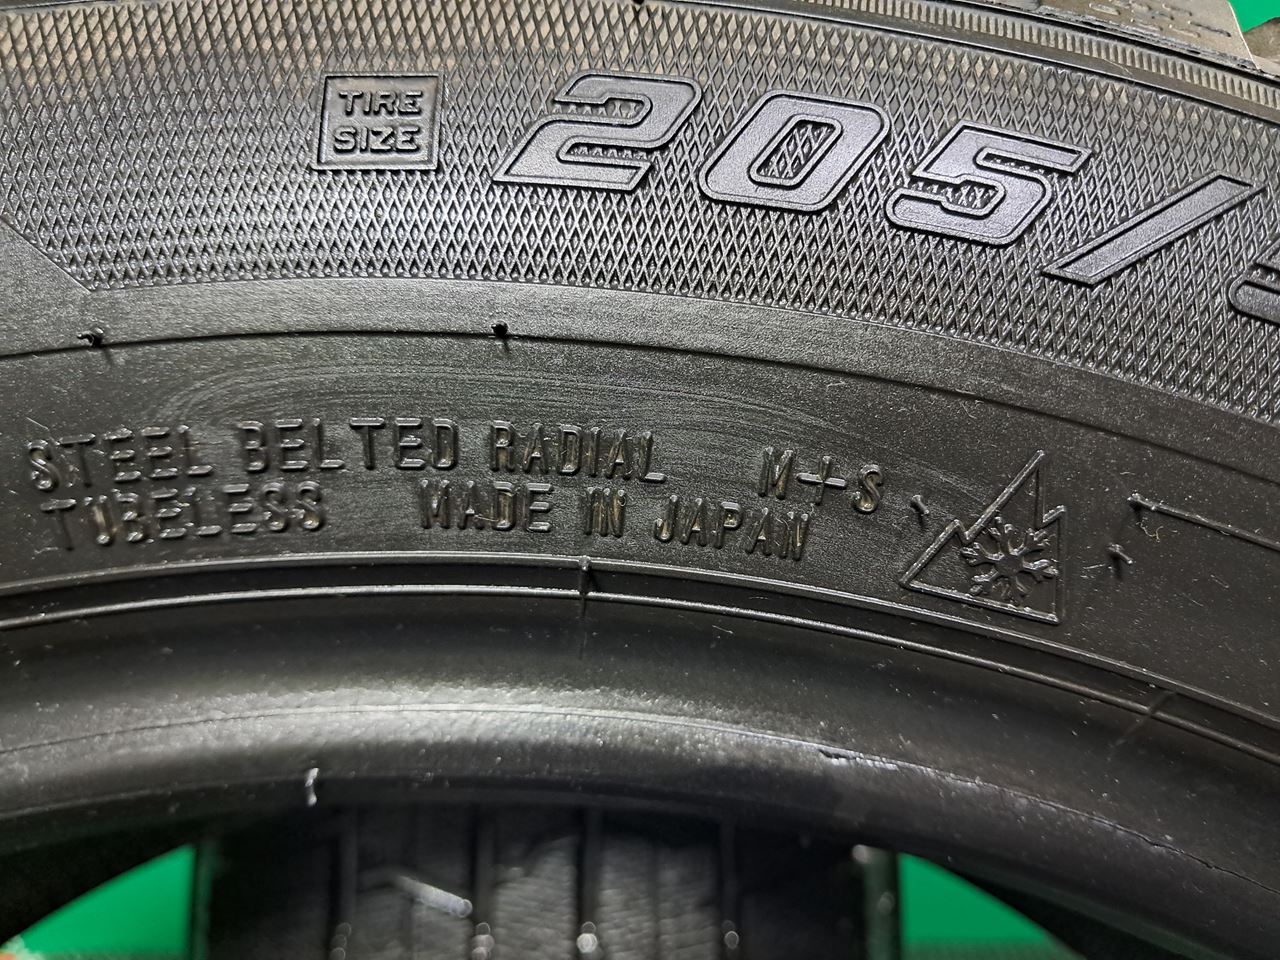 TIRE
SIZE
205/
STEEL BELTED RADIAL M+S
TUBELESS MADE IN JAPAN